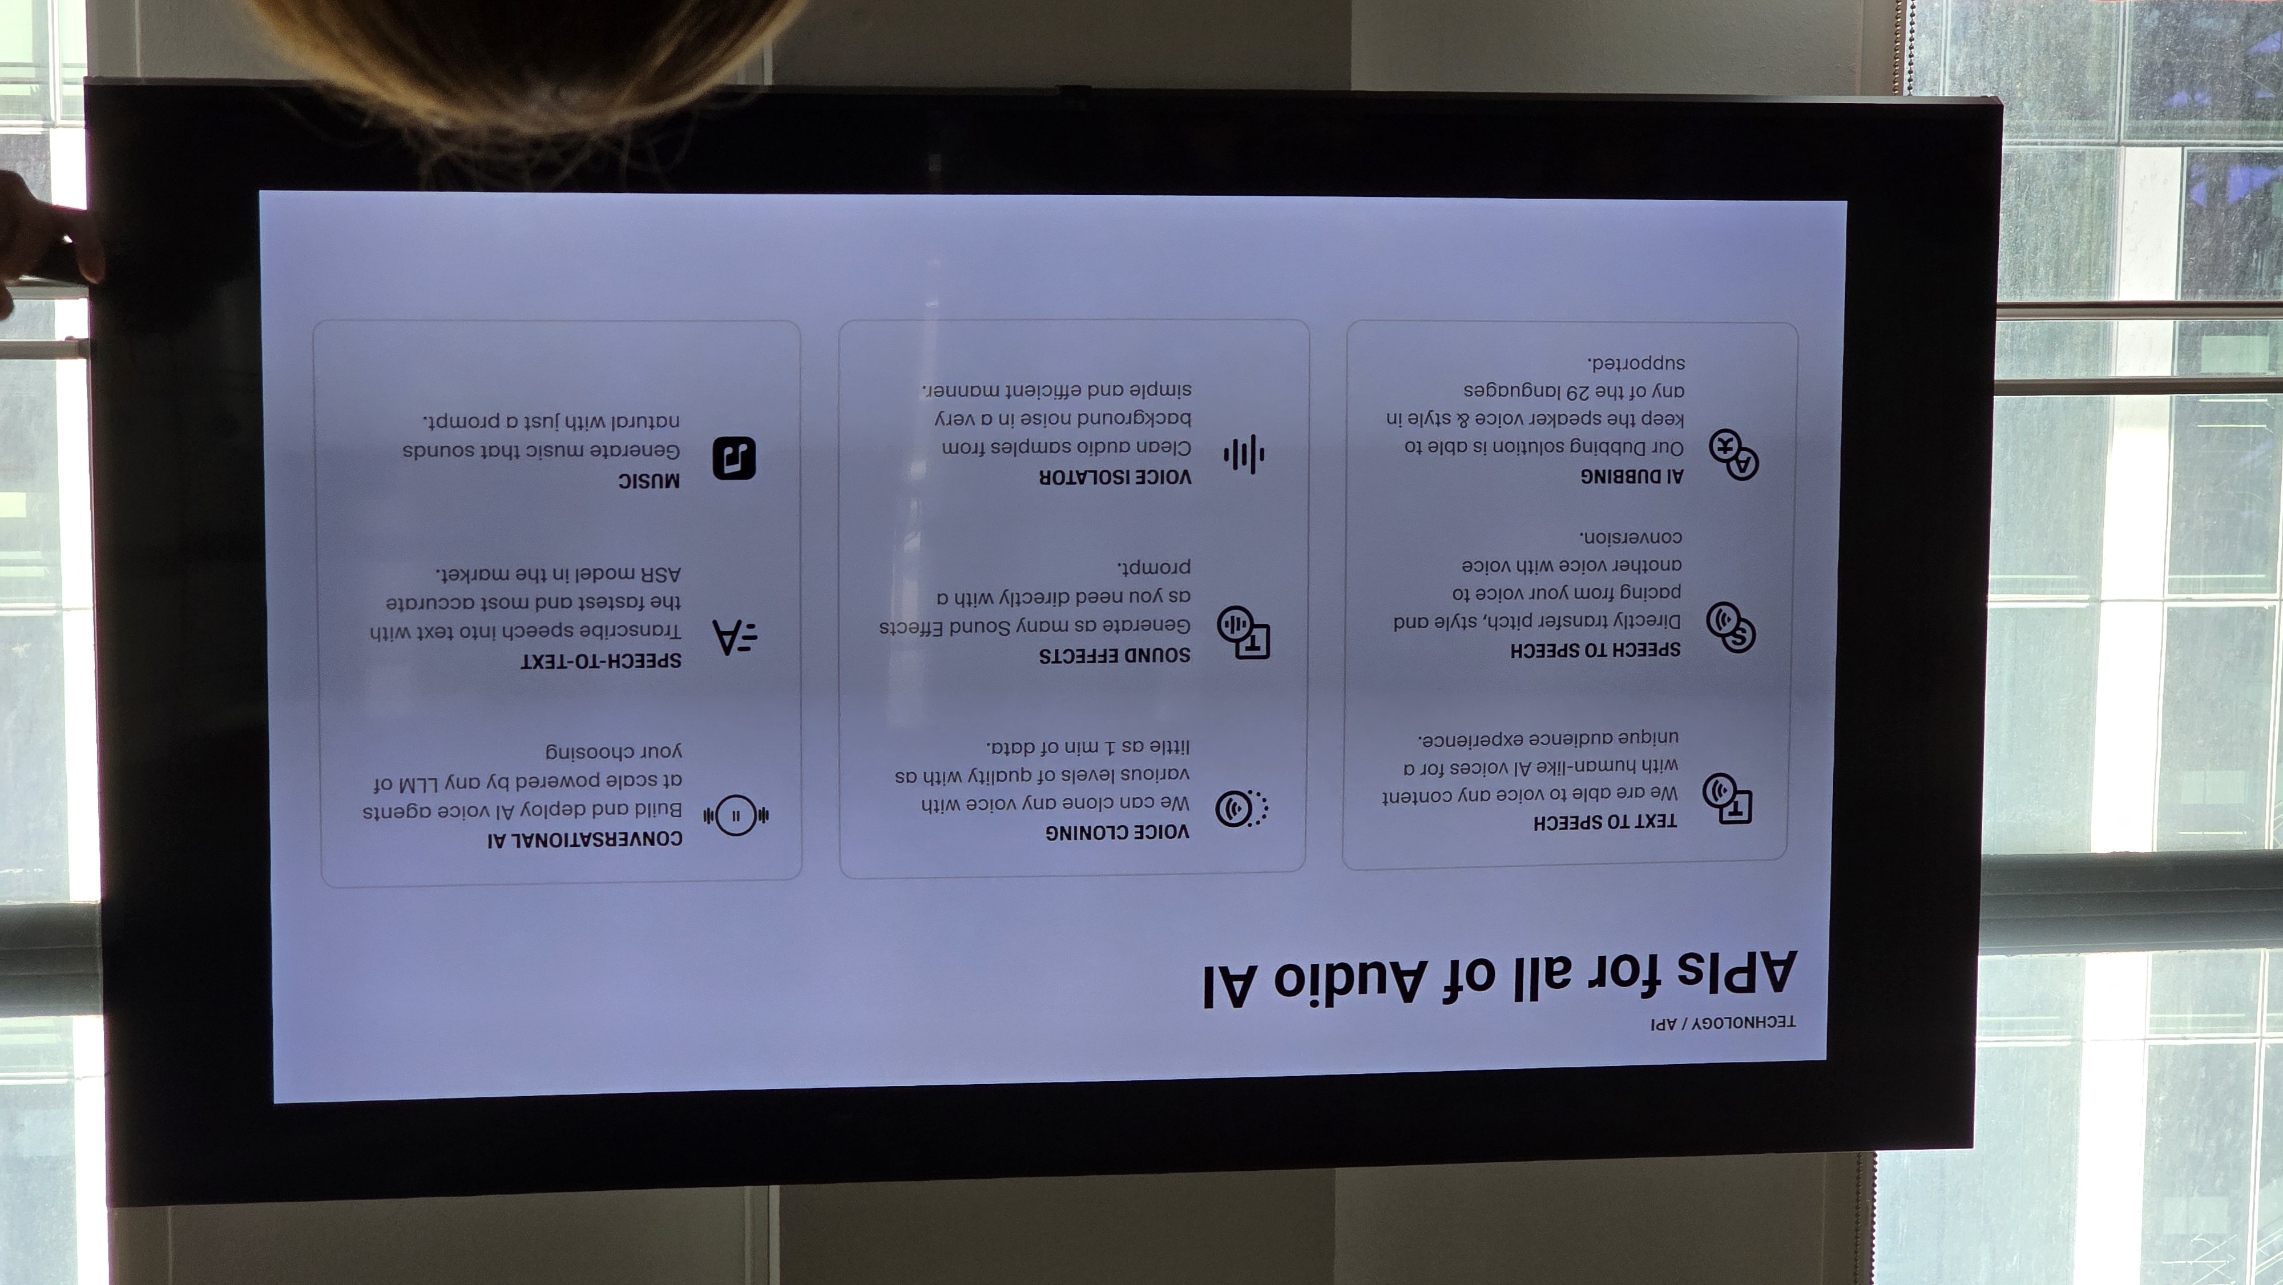 TECHNOLOGY / API
APIs for all of Audio AI
TEXT TO SPEECH
We are able to voice any content
with human-like AI voices for a
unique audience experience.
SPEECH TO SPEECH
Directly transfer pitch, style and
pacing from your voice to
another voice with voice
conversion.
AI DUBBING
Our Dubbing solution is able to
keep the speaker voice & style in
any of the 29 languages
supported.
VOICE CLONING
We can clone any voice with
various levels of quality with as
little as 1 min of data.
SOUND EFFECTS
Generate as many Sound Effects
as you need directly with a
prompt.
VOICE ISOLATOR
Clean audio samples from
background noise in a very
simple and efficient manner.
CONVERSATIONAL AI
Build and deploy AI voice agents
at scale powered by any LLM of
your choosing
SPEECH-TO-TEXT
Transcribe speech into text with
the fastest and most accurate
ASR model in the market.
MUSIC
Generate music that sounds
natural with just a prompt.